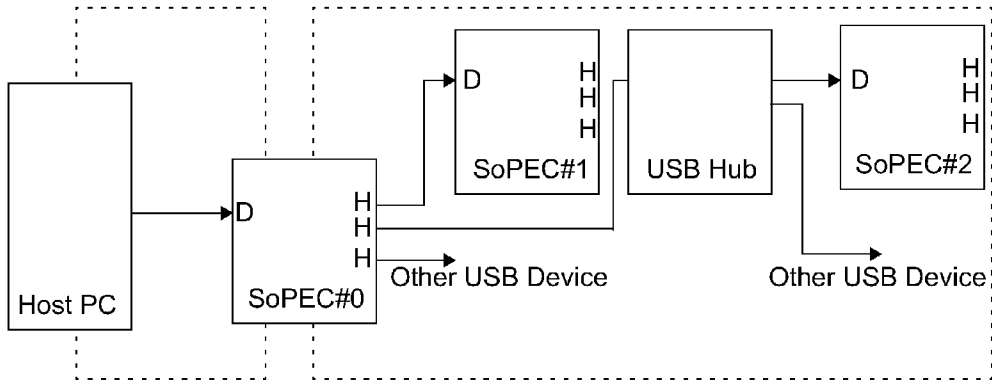 D
H
H
H
SoPEC#1
USB Hub
D
H
H
H
SoPEC#2
D
H
H
H
SoPEC#0
Host PC
Other USB Device
Other USB Device